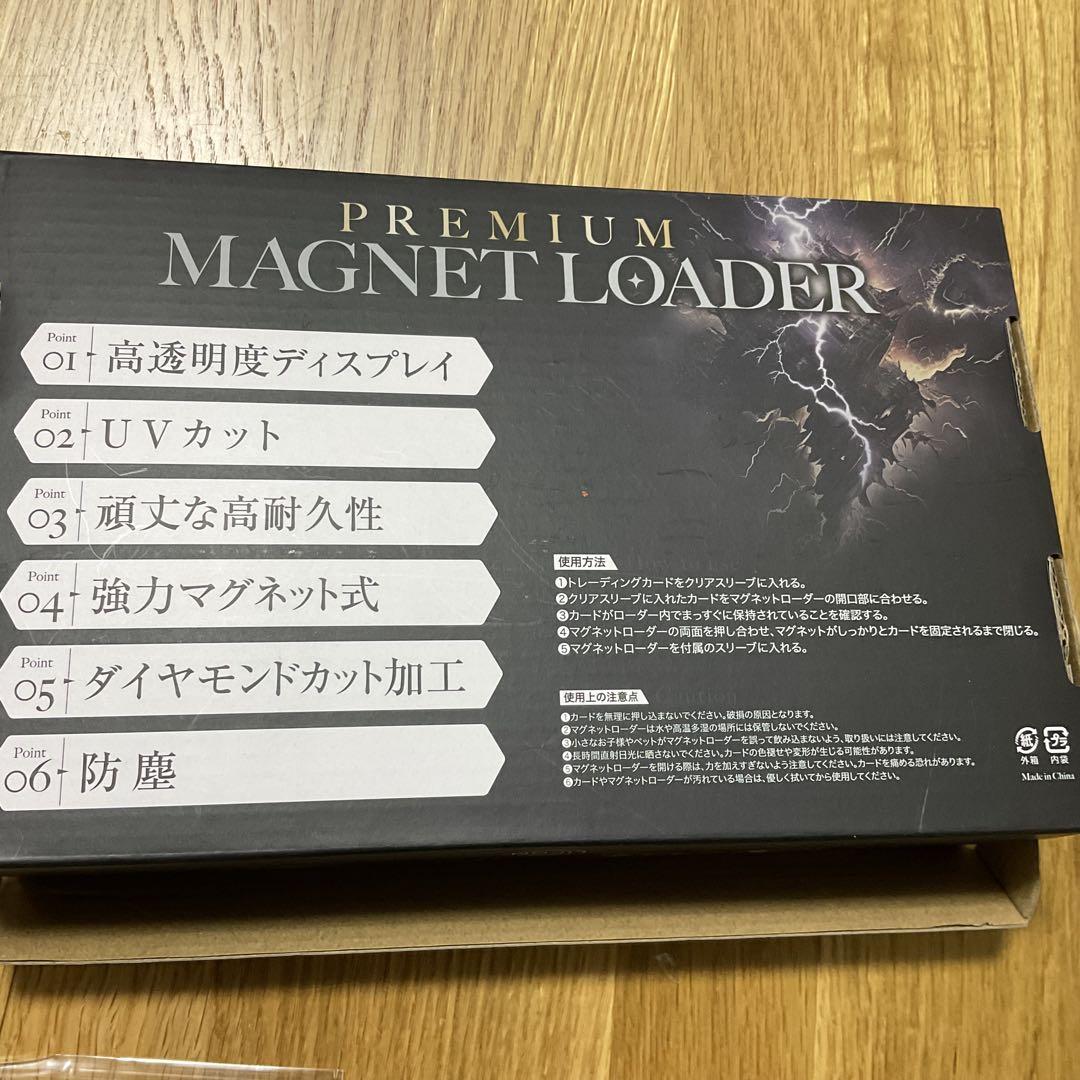 PREMIUM
MAGNET LOADER
Point
01 高透明度ディスプレイ
Point
02 UVカット
Point
03 頑丈な高耐久性
Point
04 強力マグネット式
Point
05 ダイヤモンドカット加工
Point
06 防塵
使用方法
①トレーディングカードをクリアスリーブに入れる。
②クリアスリーブに入れたカードをマグネットローダーの開口部に合わせる。
③カードがローダー内でまっすぐに保持されていることを確認する。
④マグネットローダーの両面を押し合わせ、マグネットがしっかりとカードを固定されるまで閉じる。
⑤マグネットローダーを付属のスリーブに入れる。
使用上の注意点
①カードを無理に押し込まないでください。破損の原因となります。
②マグネットローダーは水や高温多湿の場所には保管しないでください。
③小さなお子様やペットがマグネットローダーを誤って飲み込まないよう、取り扱いには注意してください。
④長時間直射日光に晒さないでください。カードの色褪せや変形が生じる可能性があります。
⑤マグネットローダーを開ける際は、力を加えすぎないよう注意してください。カードを痛める恐れがあります。
⑥カードやマグネットローダーが汚れている場合は、優しく拭いてから使用してください。
紙 プラ
外箱 内袋
Made in China